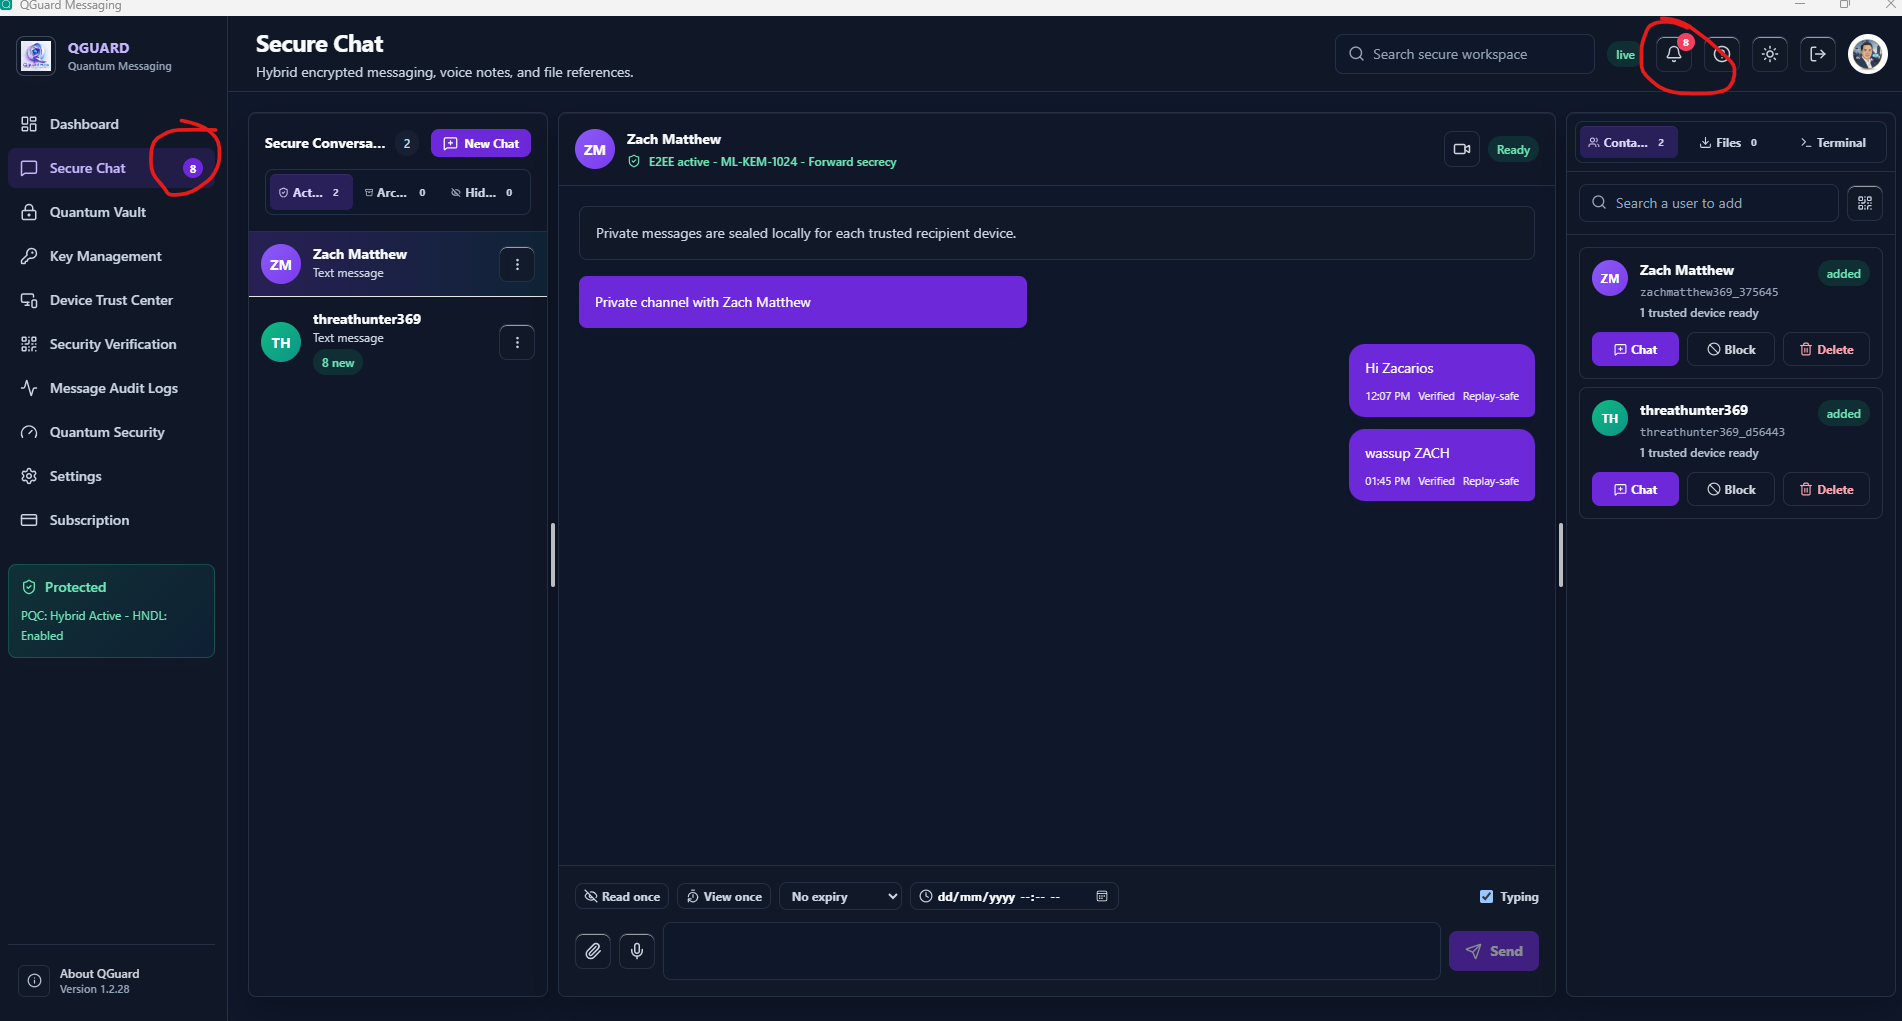 QGuard Messaging
QGUARD
Quantum Messaging
Dashboard
Secure Chat 8
Quantum Vault
Key Management
Device Trust Center
Security Verification
Message Audit Logs
Quantum Security
Settings
Subscription
Protected
PQC: Hybrid Active - HNDL:
Enabled
About QGuard
Version 1.2.28
Secure Chat
Hybrid encrypted messaging, voice notes, and file references.
Search secure workspace
live
8
Secure Conversa... 2 New Chat
Act... 2 Arc... 0 Hid... 0
ZM
Zach Matthew
Text message
TH
threathunter369
Text message
8 new
ZM
Zach Matthew
E2EE active - ML-KEM-1024 - Forward secrecy
Ready
Private messages are sealed locally for each trusted recipient device.
Private channel with Zach Matthew
Hi Zacarios
12:07 PM Verified Replay-safe
wassup ZACH
01:45 PM Verified Replay-safe
Read once View once No expiry dd/mm/yyyy --:-- -- Typing
Send
Conta... 2 Files 0 Terminal
Search a user to add
ZM
Zach Matthew added
zachmatthew369_375645
1 trusted device ready
Chat Block Delete
TH
threathunter369 added
threathunter369_d56443
1 trusted device ready
Chat Block Delete